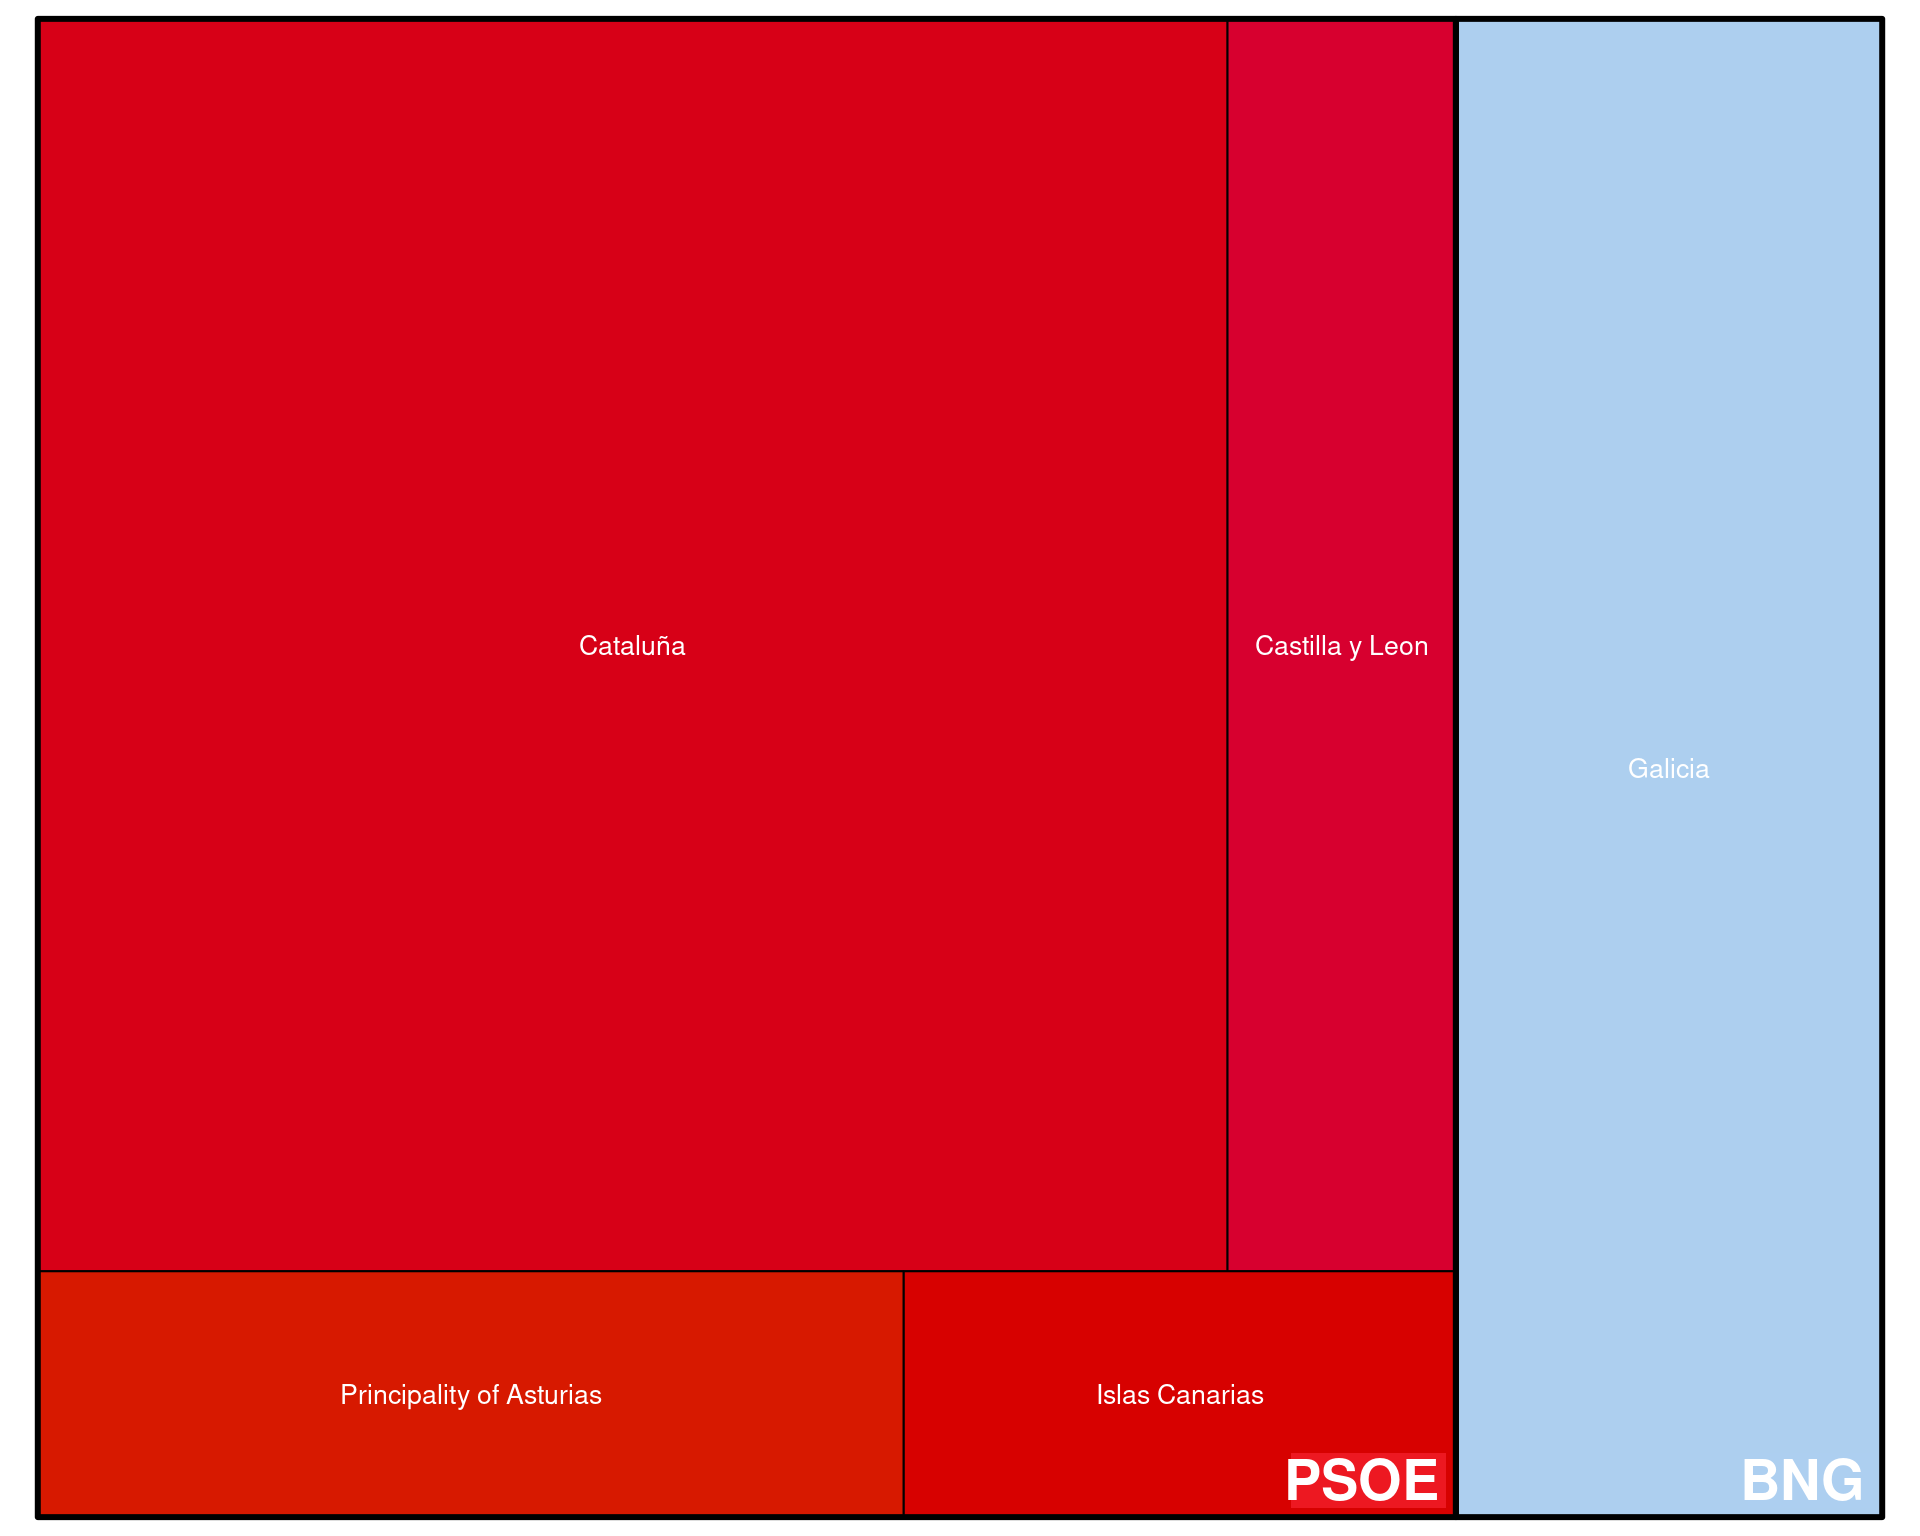 Cataluña
Castilla y Leon
Galicia
Principality of Asturias
Islas Canarias
PSOE
BNG